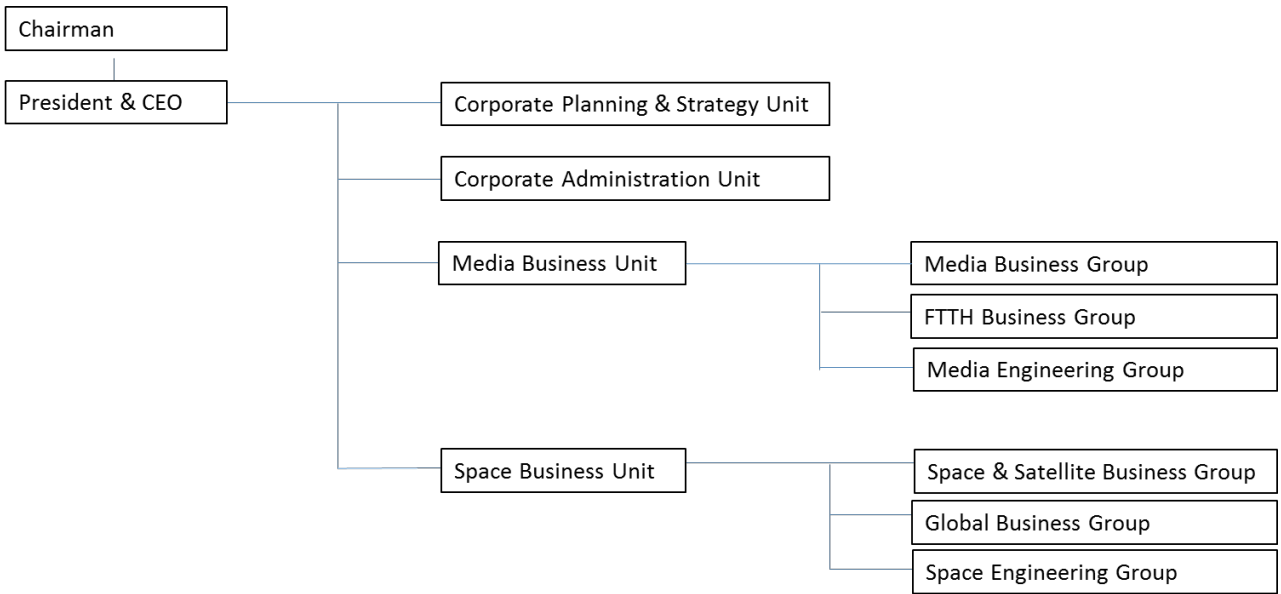 Chairman
President & CEO
Corporate Planning & Strategy Unit
Corporate Administration Unit
Media Business Unit
Media Business Group
FTTH Business Group
Media Engineering Group
Space Business Unit
Space & Satellite Business Group
Global Business Group
Space Engineering Group